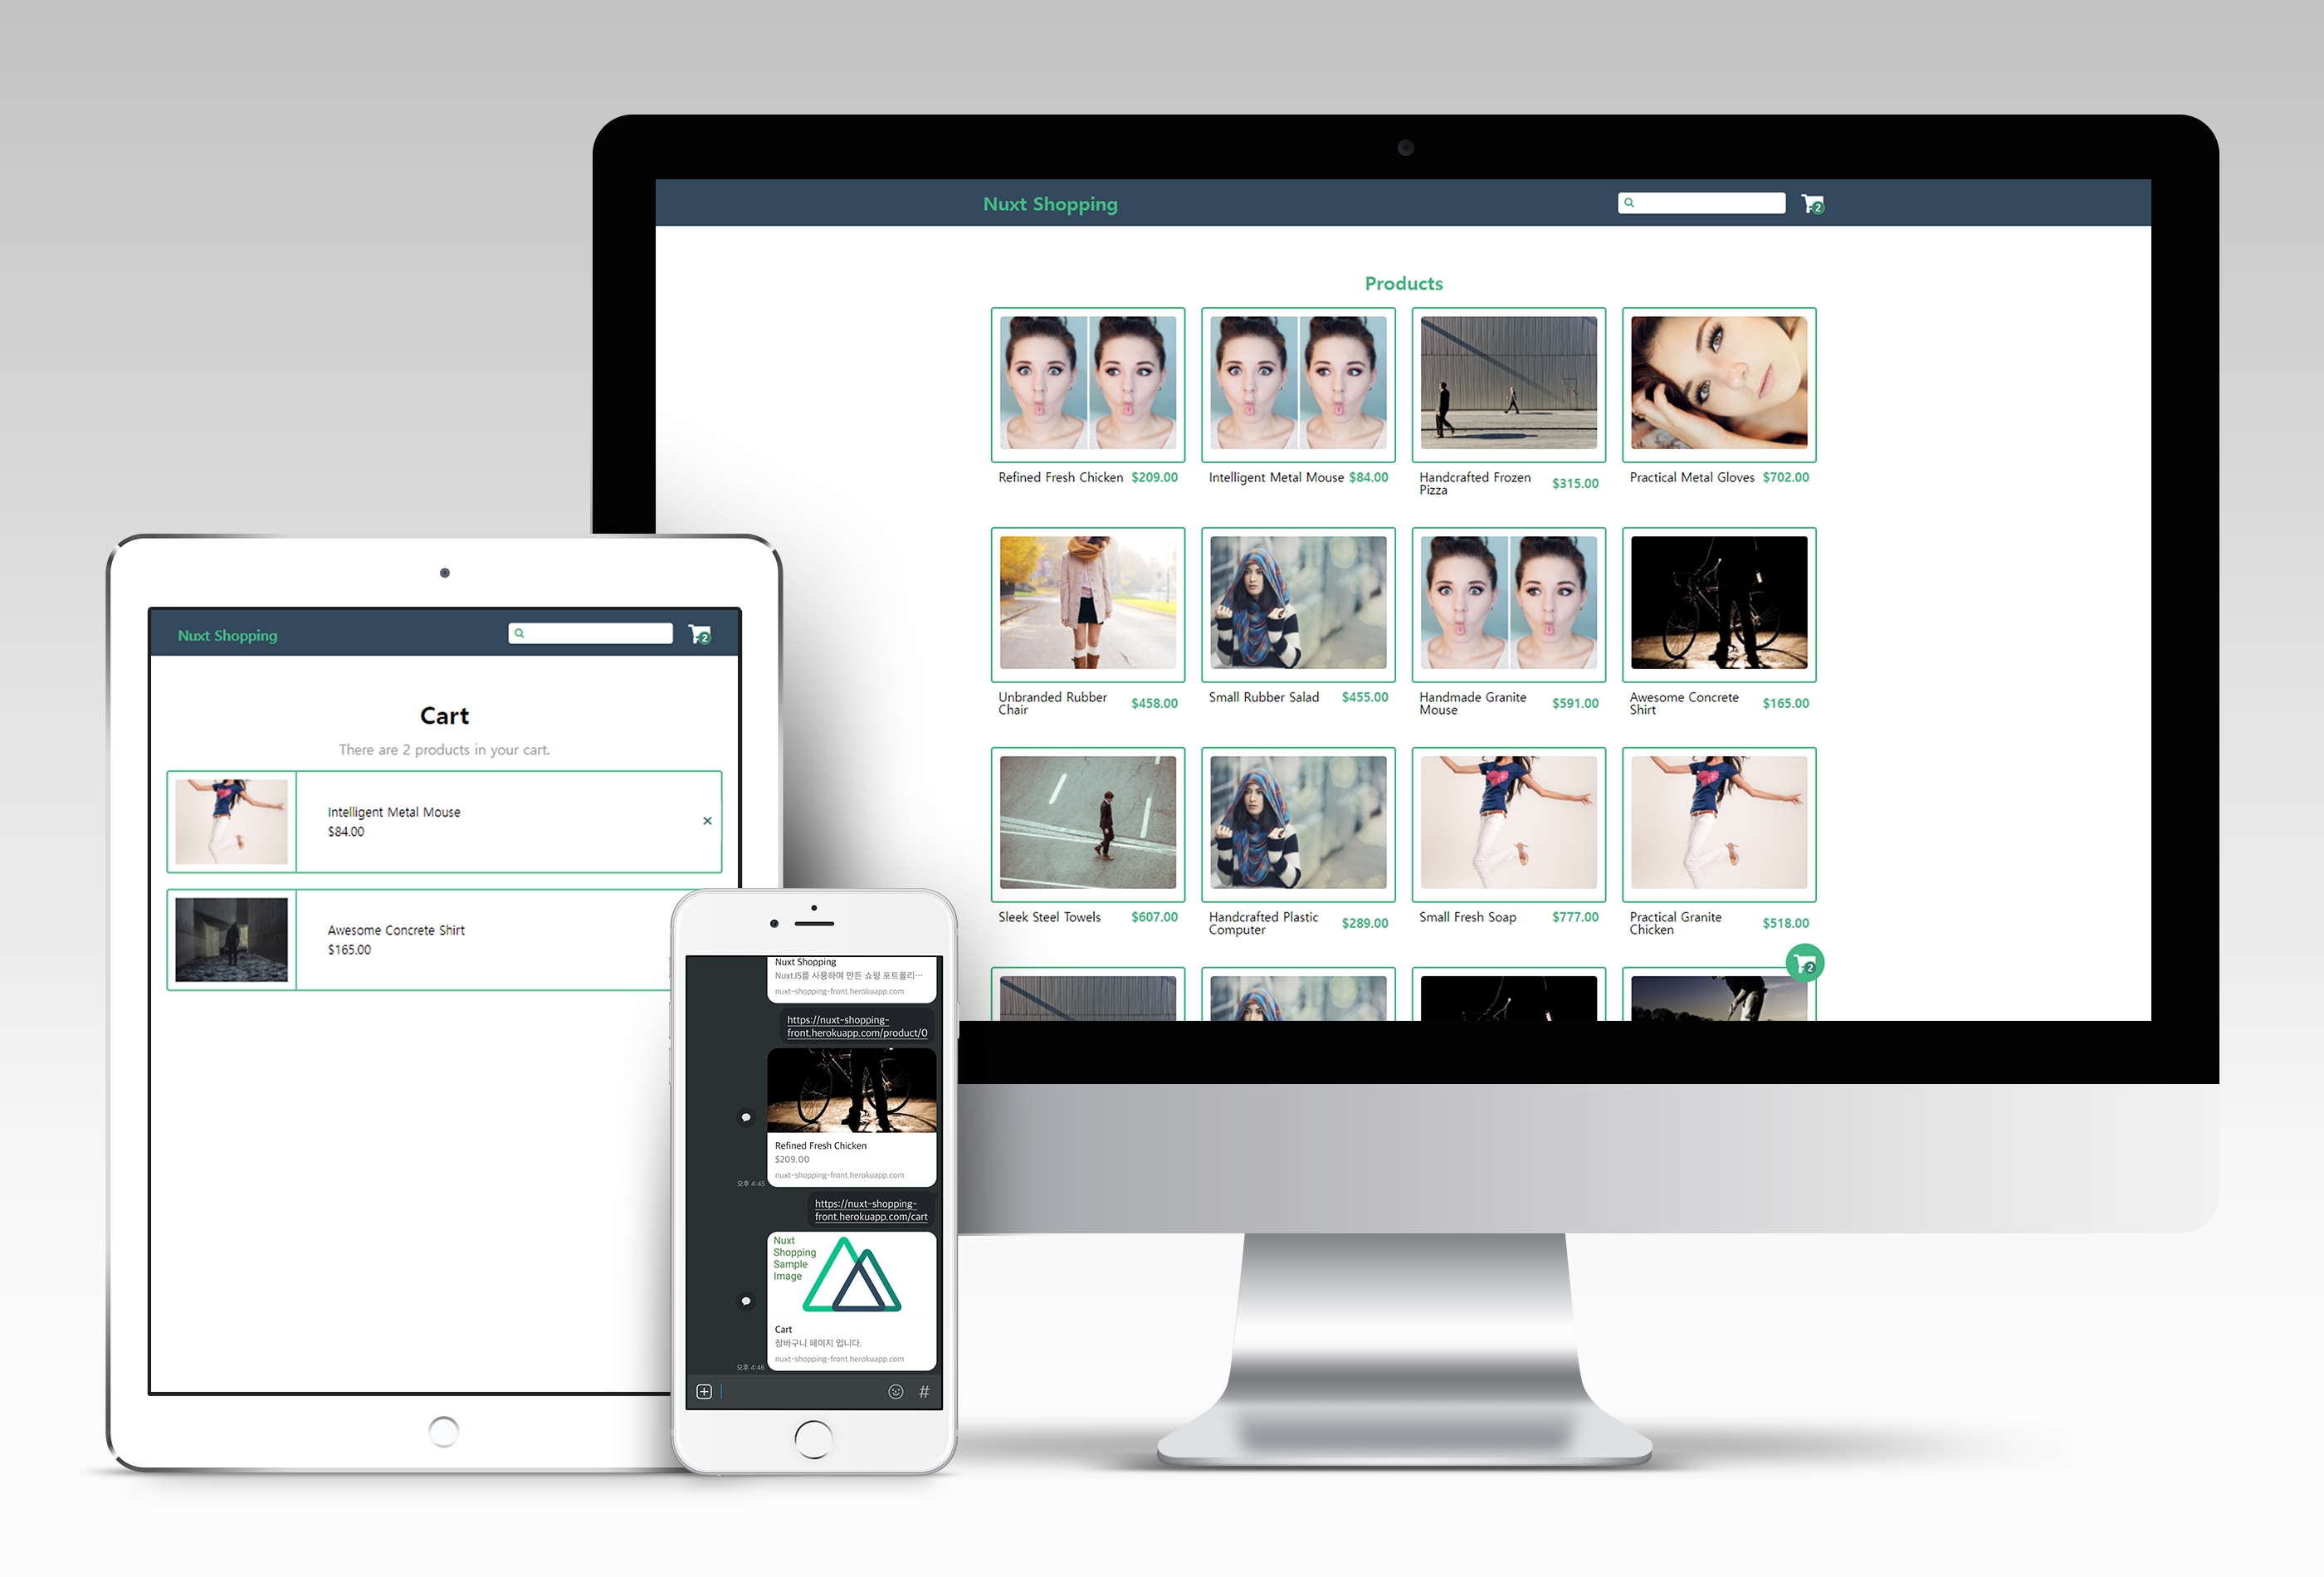 Nuxt Shopping
2
Products
Refined Fresh Chicken $209.00
Intelligent Metal Mouse $84.00
Handcrafted Frozen
Pizza
$315.00
Practical Metal Gloves $702.00
Unbranded Rubber
Chair
$458.00
Small Rubber Salad $455.00
Handmade Granite
Mouse
$591.00
Awesome Concrete
Shirt
$165.00
Sleek Steel Towels $607.00
Handcrafted Plastic
Computer
$289.00
Small Fresh Soap $777.00
Practical Granite
Chicken
$518.00
2
Nuxt Shopping
2
Cart
There are 2 products in your cart.
Intelligent Metal Mouse
$84.00
×
Awesome Concrete Shirt
$165.00
Nuxt Shopping
NuxtJS를 사용하여 만든 쇼핑 포트폴리···
nuxt-shopping-front.herokuapp.com
https://nuxt-shopping-
front.herokuapp.com/product/0
Refined Fresh Chicken
$209.00
nuxt-shopping-front.herokuapp.com
오후 4:45
https://nuxt-shopping-
front.herokuapp.com/cart
Nuxt
Shopping
Sample
Image
Cart
장바구니 페이지 입니다.
nuxt-shopping-front.herokuapp.com
오후 4:46
#